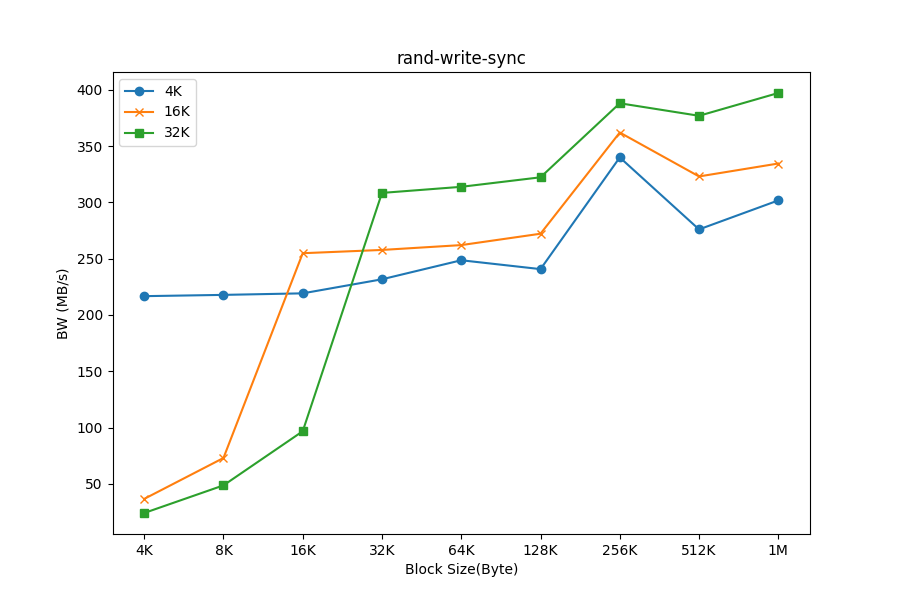 rand-write-sync
4K
16K
32K
400
350
300
250
200
150
100
50
BW (MB/s)
4K 8K 16K 32K 64K 128K 256K 512K 1M
Block Size(Byte)